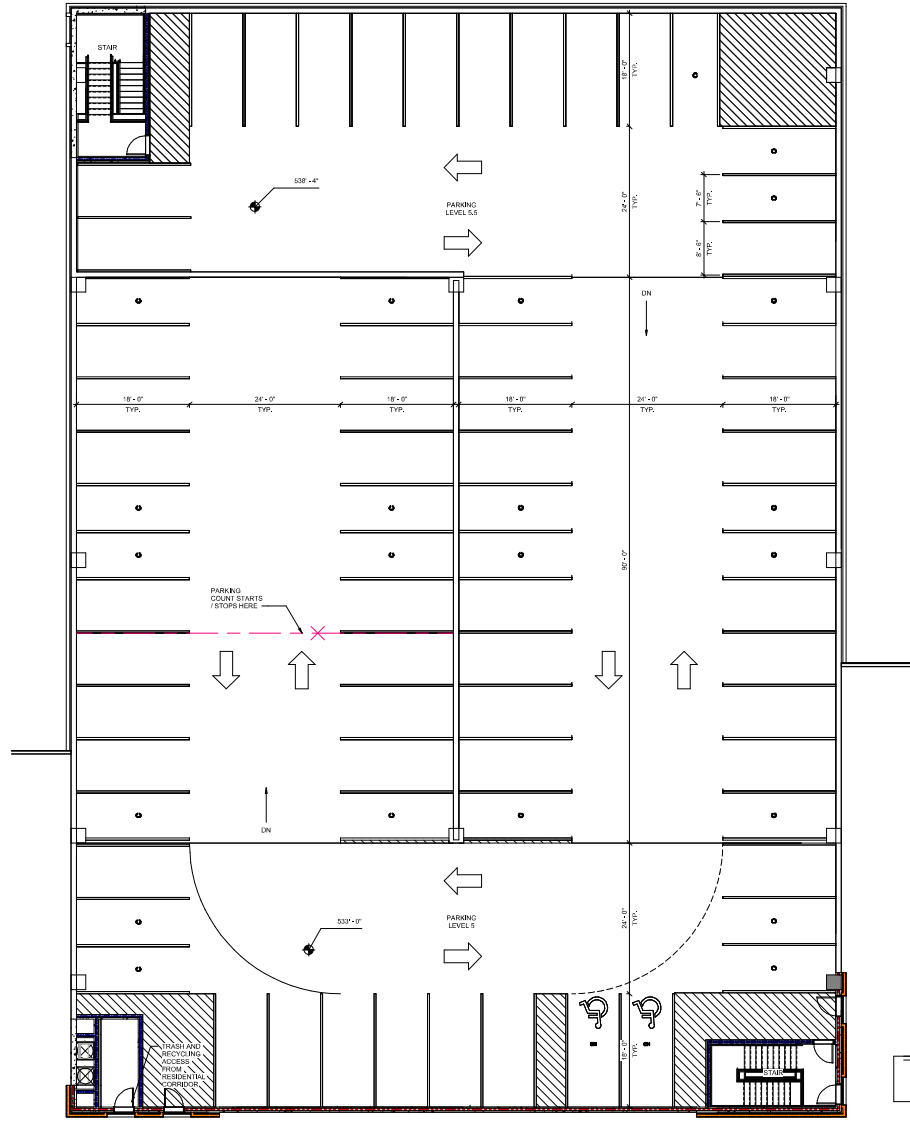 STAIR
18' - 0"
TYP.
538' - 4"
PARKING
LEVEL 5.5
24' - 0"
TYP.
7' - 6"
TYP.
8' - 6"
TYP.
DN
18' - 0"
TYP.
24' - 0"
TYP.
18' - 0"
TYP.
18' - 0"
TYP.
24' - 0"
TYP.
18' - 0"
TYP.
90' - 0"
TYP.
PARKING
COUNT STARTS
/ STOPS HERE
DN
533' - 0"
PARKING
LEVEL 5
24' - 0"
TYP.
18' - 0"
TYP.
TRASH AND
RECYCLING
ACCESS
FROM
RESIDENTIAL
CORRIDOR
STAIR